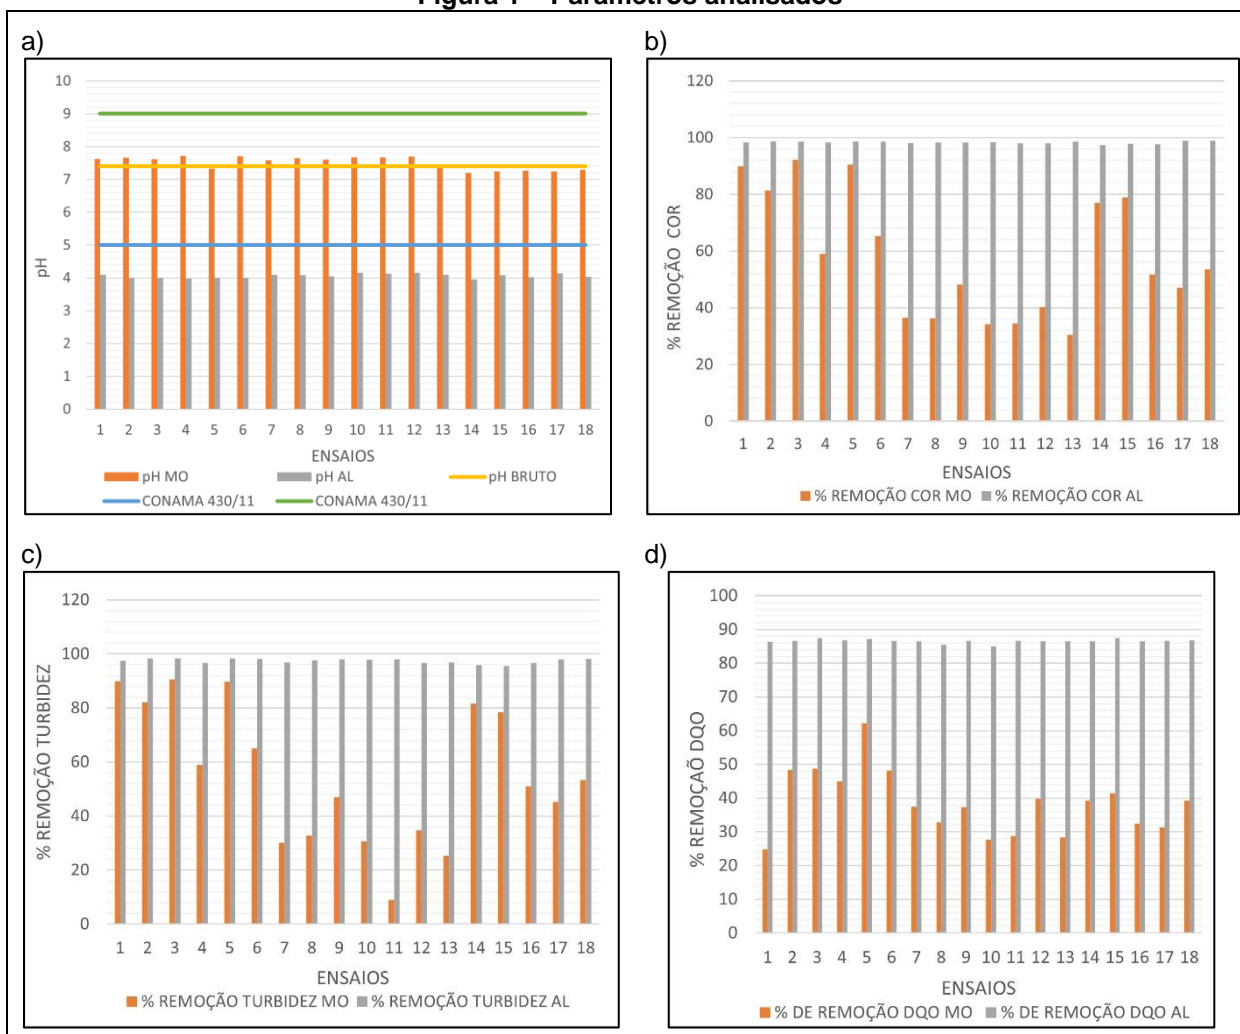 Figura – Parâmetros analisados
a)
10
9
8
7
6
5
4
3
2
1
0
pH
1 2 3 4 5 6 7 8 9 10 11 12 13 14 15 16 17 18
ENSAIOS
pH MO pH AL pH BRUTO
CONAMA 430/11 CONAMA 430/11
b)
120
100
80
60
40
20
0
% REMOÇÃO COR
1 2 3 4 5 6 7 8 9 10 11 12 13 14 15 16 17 18
ENSAIOS
% REMOÇÃO COR MO % REMOÇÃO COR AL
c)
120
100
80
60
40
20
0
% REMOÇÃO TURBIDEZ
1 2 3 4 5 6 7 8 9 10 11 12 13 14 15 16 17 18
ENSAIOS
% REMOÇÃO TURBIDEZ MO % REMOÇÃO TURBIDEZ AL
d)
100
90
80
70
60
50
40
30
20
10
0
% REMOÇAÕ DQO
1 2 3 4 5 6 7 8 9 10 11 12 13 14 15 16 17 18
ENSAIOS
% DE REMOÇÃO DQO MO % DE REMOÇÃO DQO AL